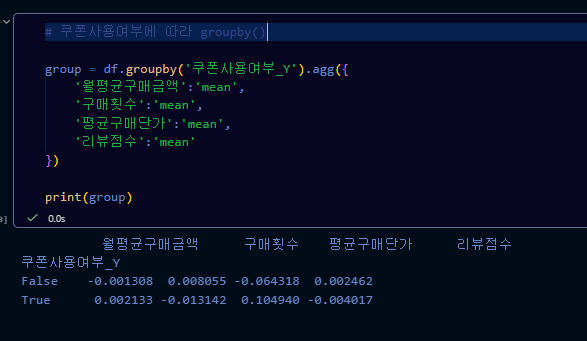 # 쿠폰사용여부에 따라 groupby()
group = df.groupby('쿠폰사용여부_Y').agg({
'월평균구매금액':'mean',
'구매횟수':'mean',
'평균구매단가':'mean',
'리뷰점수':'mean'
})
print(group)
0.0s
월평균구매금액 구매횟수 평균구매단가 리뷰점수
쿠폰사용여부_Y
False -0.001308 0.008055 -0.064318 0.002462
True 0.002133 -0.013142 0.104940 -0.004017